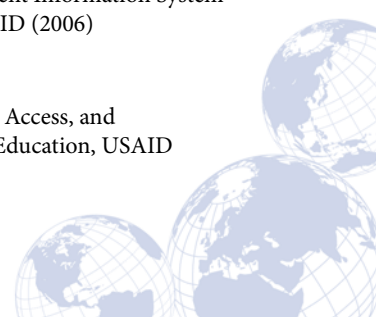 ent Information System
ID (2006)
Access, and
Education, USAID